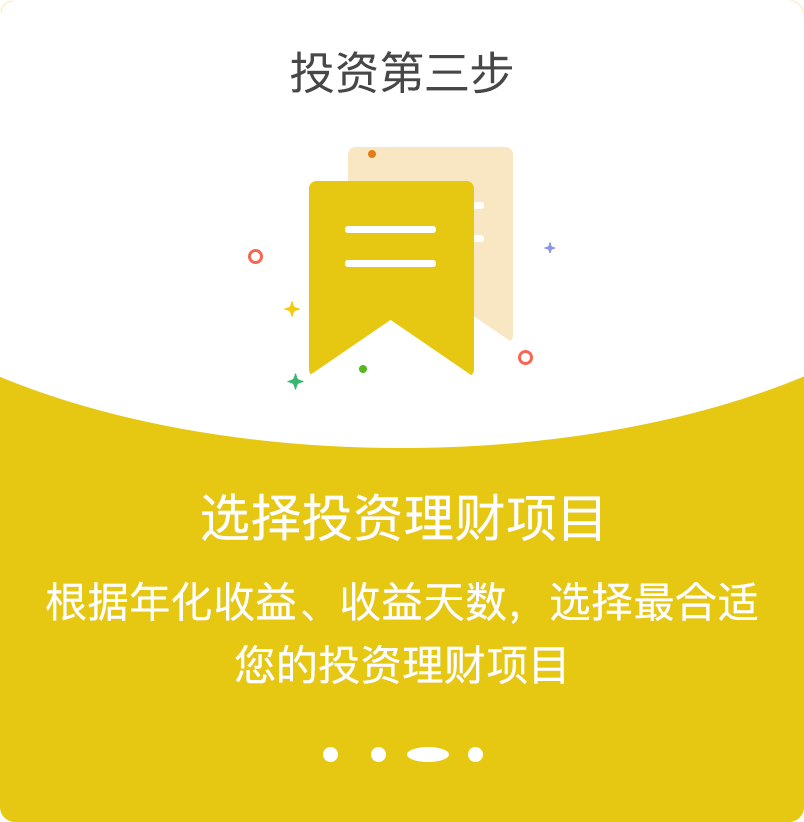 投资第三步
选择投资理财项目
根据年化收益、收益天数，选择最合适
您的投资理财项目